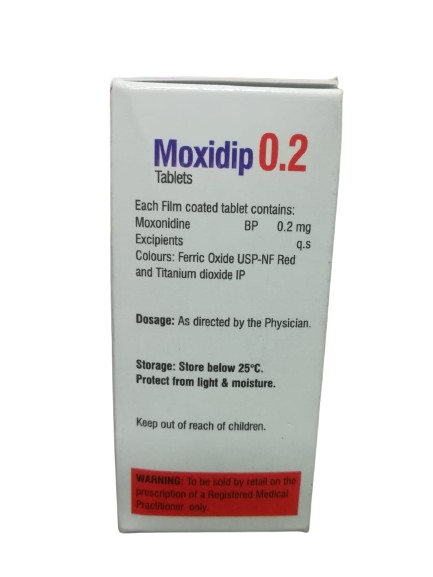 Moxidip 0.2
Tablets
Each Film coated tablet contains:
Moxonidine BP 0.2 mg
Excipients q.s
Colours: Ferric Oxide USP-NF Red
and Titanium dioxide IP
Dosage: As directed by the Physician.
Storage: Store below 25°C.
Protect from light & moisture.
Keep out of reach of children.
WARNING: To be sold by retail on the
prescription of a Registered Medical
Practitioner only.